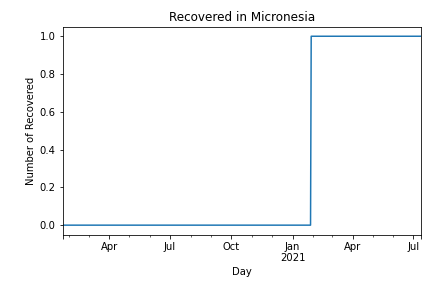 Recovered in Micronesia
Number of Recovered
1.0
0.8
0.6
0.4
0.2
0.0
Apr Jul Oct Jan Apr Jul
2021
Day